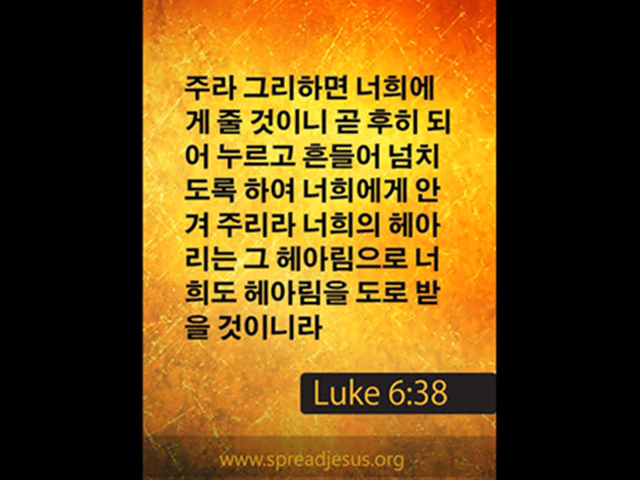 주라 그리하면 너희에
게 줄 것이니 곧 후히 되
어 누르고 흔들어 넘치
도록 하여 너희에게 안
겨 주리라 너희의 헤아
리는 그 헤아림으로 너
희도 헤아림을 도로 받
을 것이니라
Luke 6:38
www.spreadjesus.org